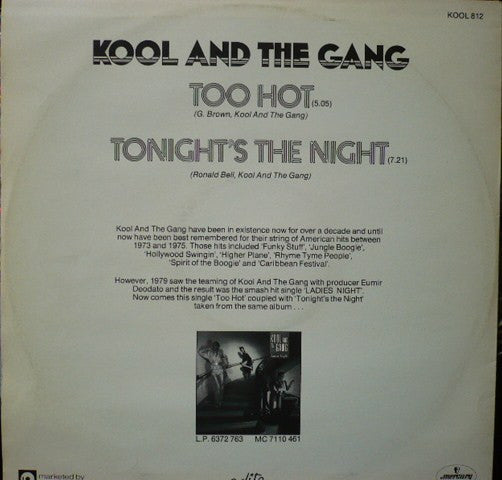 KOOL 812
KOOL AND THE GANG
TOO HOT (5.05)
(G. Brown, Kool And The Gang)
TONIGHT'S THE NIGHT (7.21)
(Ronald Bell, Kool And The Gang)
Kool And The Gang have been in existence now for over a decade and until
now have been best remembered for their string of American hits between
1973 and 1975. Those hits included 'Funky Stuff', 'Jungle Boogie',
'Hollywood Swingin', 'Higher Plane', 'Rhyme Tyme People',
'Spirit of the Boogie' and 'Caribbean Festival'.
However, 1979 saw the teaming of Kool And The Gang with producer Eumir
Deodato and the result was the smash hit single 'LADIES NIGHT'.
Now comes this single 'Too Hot' coupled with 'Tonight's the Night'
taken from the same album . . .
KOOL AND
THE GANG
L.P. 6372 763 MC 7110 461
marketed by
mercury